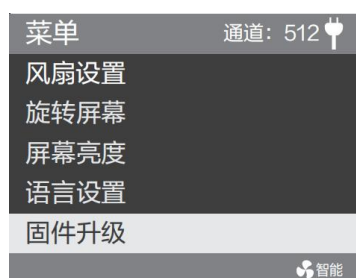 菜单 通道：512
风扇设置
旋转屏幕
屏幕亮度
语言设置
固件升级
智能